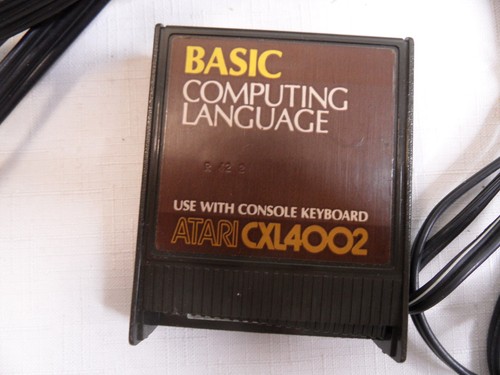 BASIC
COMPUTING
LANGUAGE
USE WITH CONSOLE KEYBOARD
ATARI CXL4002